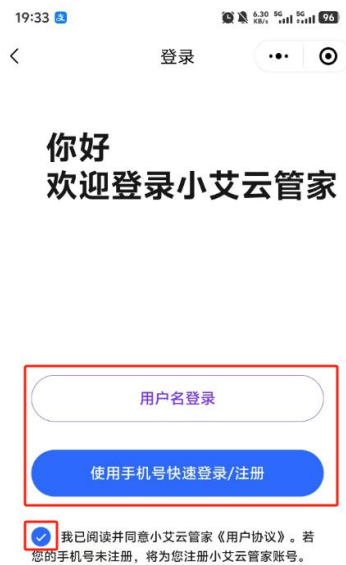 19:33
6.30 KB/s 5G 5G 96
登录
你好
欢迎登录小艾云管家
用户名登录
使用手机号快速登录/注册
我已阅读并同意小艾云管家《用户协议》。若
您的手机号未注册，将为您注册小艾云管家账号。